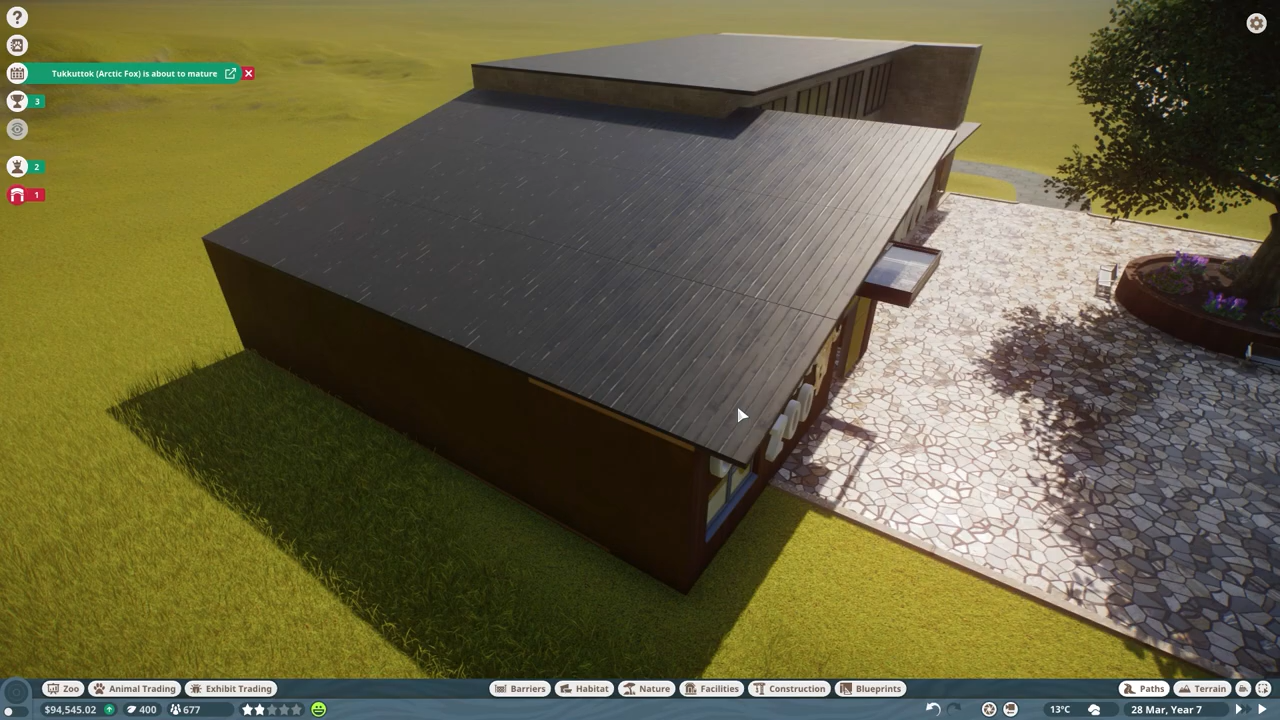 ?
Tukkuttok (Arctic Fox) is about to mature
3
2
1
ZOO
Zoo
Animal Trading
Exhibit Trading
Barriers
Habitat
Nature
Facilities
Construction
Blueprints
Paths
Terrain
$94,545.02
400
677
13°C
28 Mar, Year 7